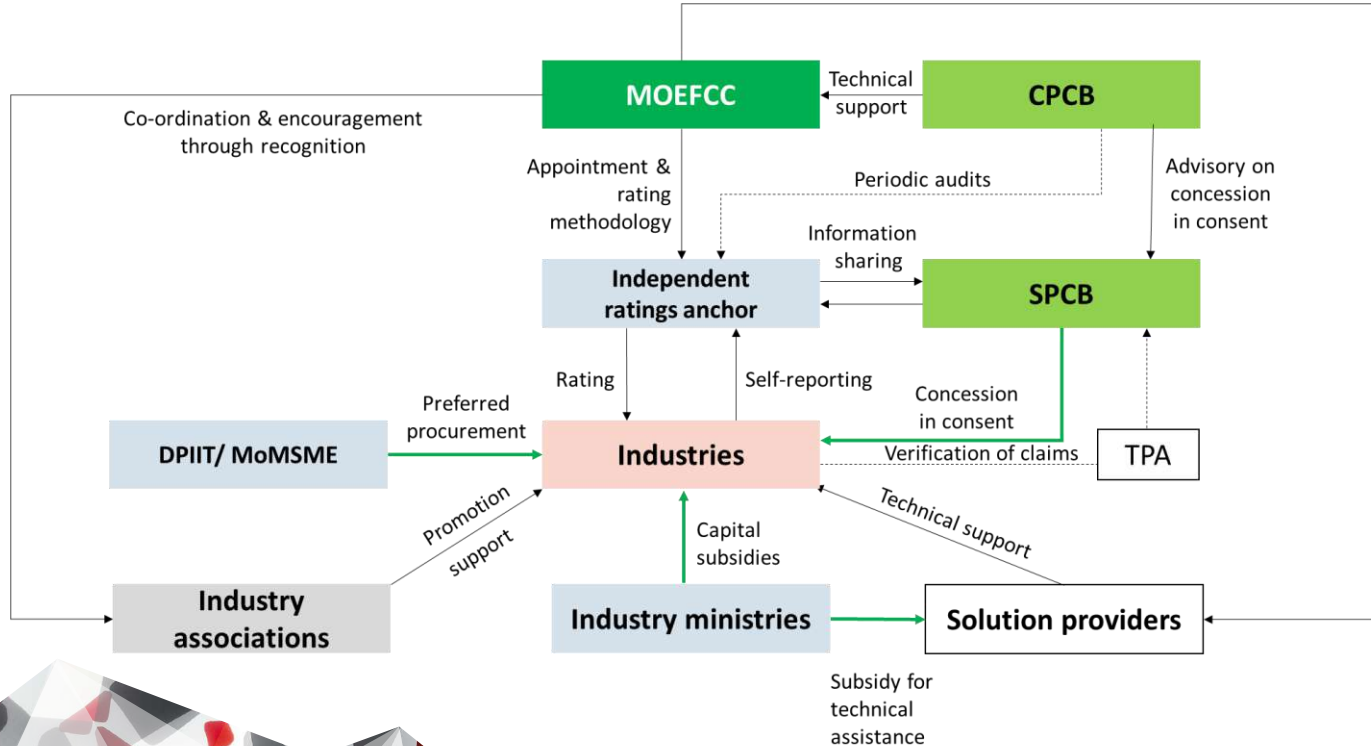 MOEFCC
Technical
support
CPCB
Co-ordination & encouragement
through recognition
Appointment &
rating
methodology
Periodic audits
Advisory on
concession
in consent
Information
sharing
Independent
ratings anchor
SPCB
Rating
Self-reporting
Concession
in consent
Preferred
procurement
DPIIT/ MoMSME
Industries
Verification of claims
TPA
Promotion
support
Capital
subsidies
Technical support
Industry
associations
Industry ministries
Solution providers
Subsidy for
technical
assistance